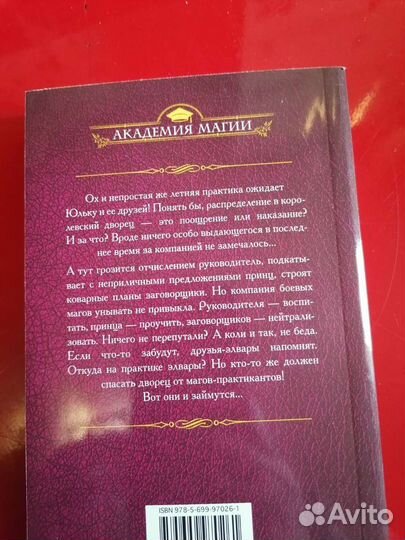 АКАДЕМИЯ МАГИИ
Ох и непростая же летняя практика ожидает
Юльку и ее друзей! Понять бы, распределение в коро-
левский дворец — это поощрение или наказание?
И за что? Вроде ничего особо выдающегося в послед-
нее время за компанией не замечалось...
А тут грозится отчислением руководитель, подкаты-
вает с неприличными предложениями принц, строят
коварные планы заговорщики. Но компания боевых
магов унывать не привыкла. Руководителя — воспи-
тать, принца — проучить, заговорщиков — нейтрали-
зовать. Ничего не перепутали? А коли и так, не беда.
Если что-то забудут, друзья-элвары напомнят.
Откуда на практике элвары? Но кто-то же должен
спасать дворец от магов-практикантов!
Вот они и займутся...
ISBN 978-5-699-97026-1
Avito